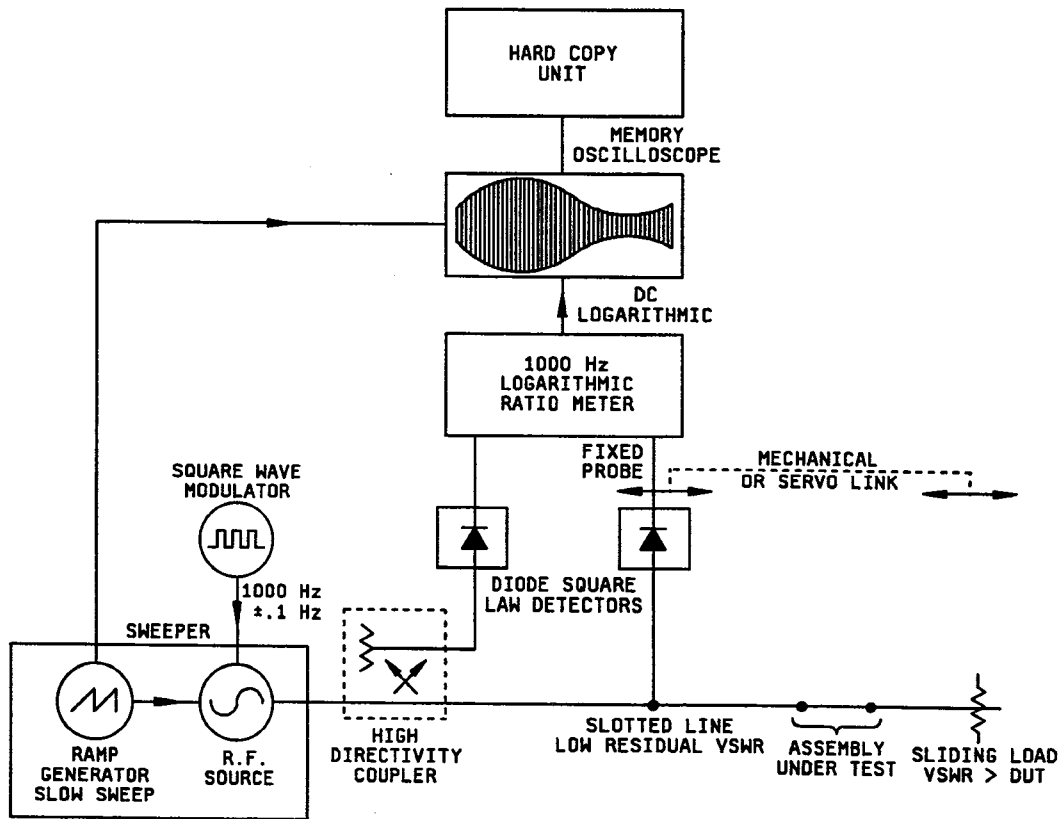 HARD COPY
UNIT
MEMORY
OSCILLOSCOPE
DC
LOGARITHMIC
1000 Hz
LOGARITHMIC
RATIO METER
FIXED
PROBE
MECHANICAL
OR SERVO LINK
SQUARE WAVE
MODULATOR
1000 Hz
±.1 Hz
DIODE SQUARE
LAW DETECTORS
SWEEPER
RAMP
GENERATOR
SLOW SWEEP
R.F.
SOURCE
HIGH
DIRECTIVITY
COUPLER
SLOTTED LINE
LOW RESIDUAL VSWR
ASSEMBLY
UNDER TEST
SLIDING LOAD
VSWR > DUT